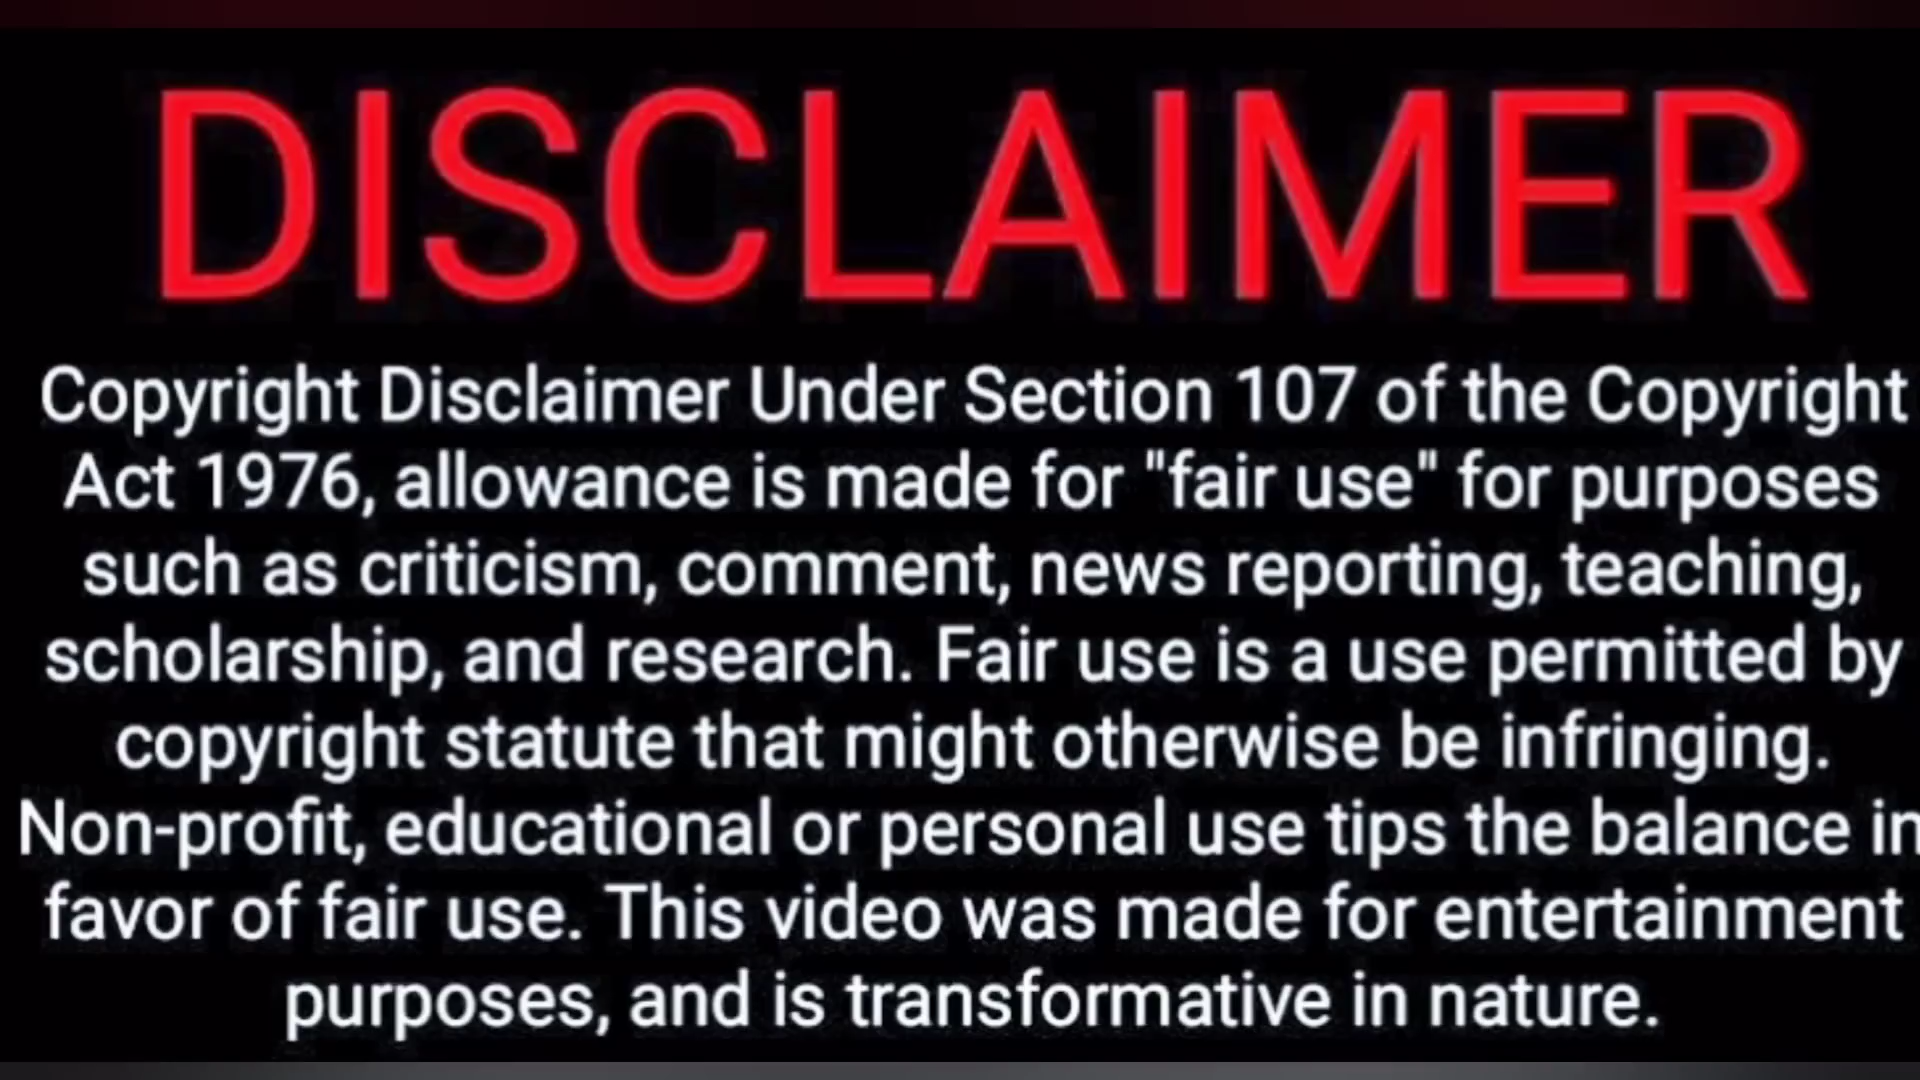 DISCLAIMER
Copyright Disclaimer Under Section 107 of the Copyright
Act 1976, allowance is made for "fair use" for purposes
such as criticism, comment, news reporting, teaching,
scholarship, and research. Fair use is a use permitted by
copyright statute that might otherwise be infringing.
Non-profit, educational or personal use tips the balance in
favor of fair use. This video was made for entertainment
purposes, and is transformative in nature.